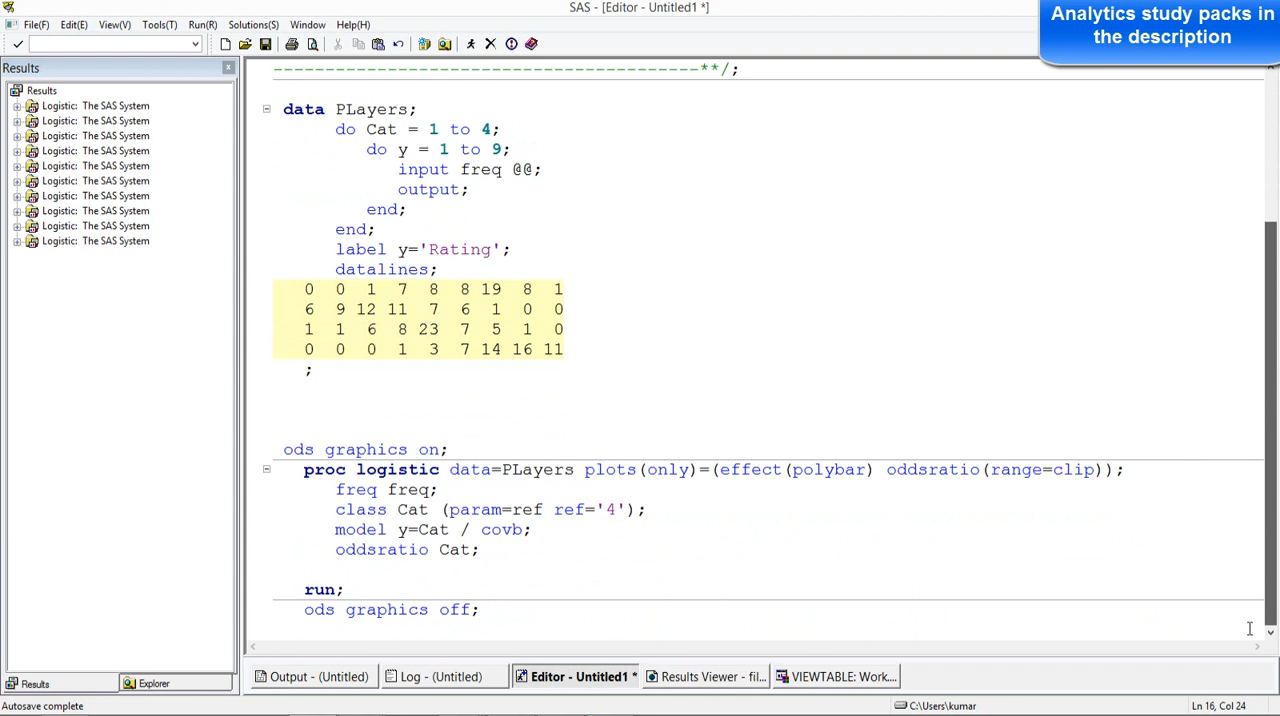 SAS - [Editor - Untitled1 *]
Analytics study packs in
the description
File(F) Edit(E) View(V) Tools(T) Run(R) Solutions(S) Window Help(H)
Results
Results
Logistic: The SAS System
Logistic: The SAS System
Logistic: The SAS System
Logistic: The SAS System
Logistic: The SAS System
Logistic: The SAS System
Logistic: The SAS System
Logistic: The SAS System
Logistic: The SAS System
Logistic: The SAS System
-----------------------------------------**/;
data PLayers;
do Cat = 1 to 4;
do y = 1 to 9;
input freq @@;
output;
end;
end;
label y='Rating';
datalines;
0 0 1 7 8 8 19 8 1
6 9 12 11 7 6 1 0 0
1 1 6 8 23 7 5 1 0
0 0 0 1 3 7 14 16 11
;
ods graphics on;
proc logistic data=PLayers plots(only)=(effect(polybar) oddsratio(range=clip));
freq freq;
class Cat (param=ref ref='4');
model y=Cat / covb;
oddsratio Cat;
run;
ods graphics off;
Results Explorer
Output - (Untitled) Log - (Untitled) Editor - Untitled1 * Results Viewer - fil... VIEWTABLE: Work....
Autosave complete C:\Users\kumar Ln 16, Col 24